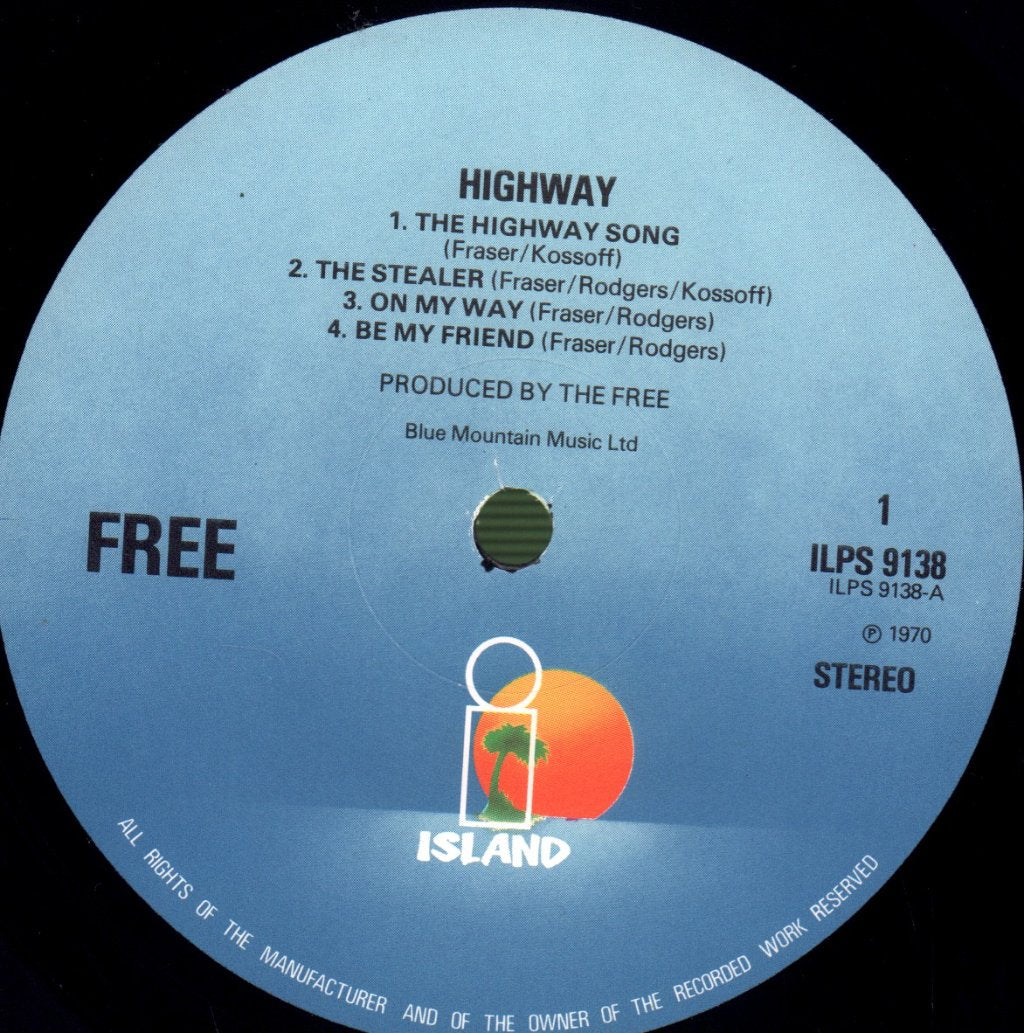 HIGHWAY
1. THE HIGHWAY SONG
(Fraser/Kossoff)
2. THE STEALER (Fraser/Rodgers/Kossoff)
3. ON MY WAY (Fraser/Rodgers)
4. BE MY FRIEND (Fraser/Rodgers)
PRODUCED BY THE FREE
Blue Mountain Music Ltd
FREE
1
ILPS 9138
ILPS 9138-A
℗ 1970
STEREO
i
ISLAND
ALL RIGHTS OF THE MANUFACTURER AND OF THE OWNER OF THE RECORDED WORK RESERVED